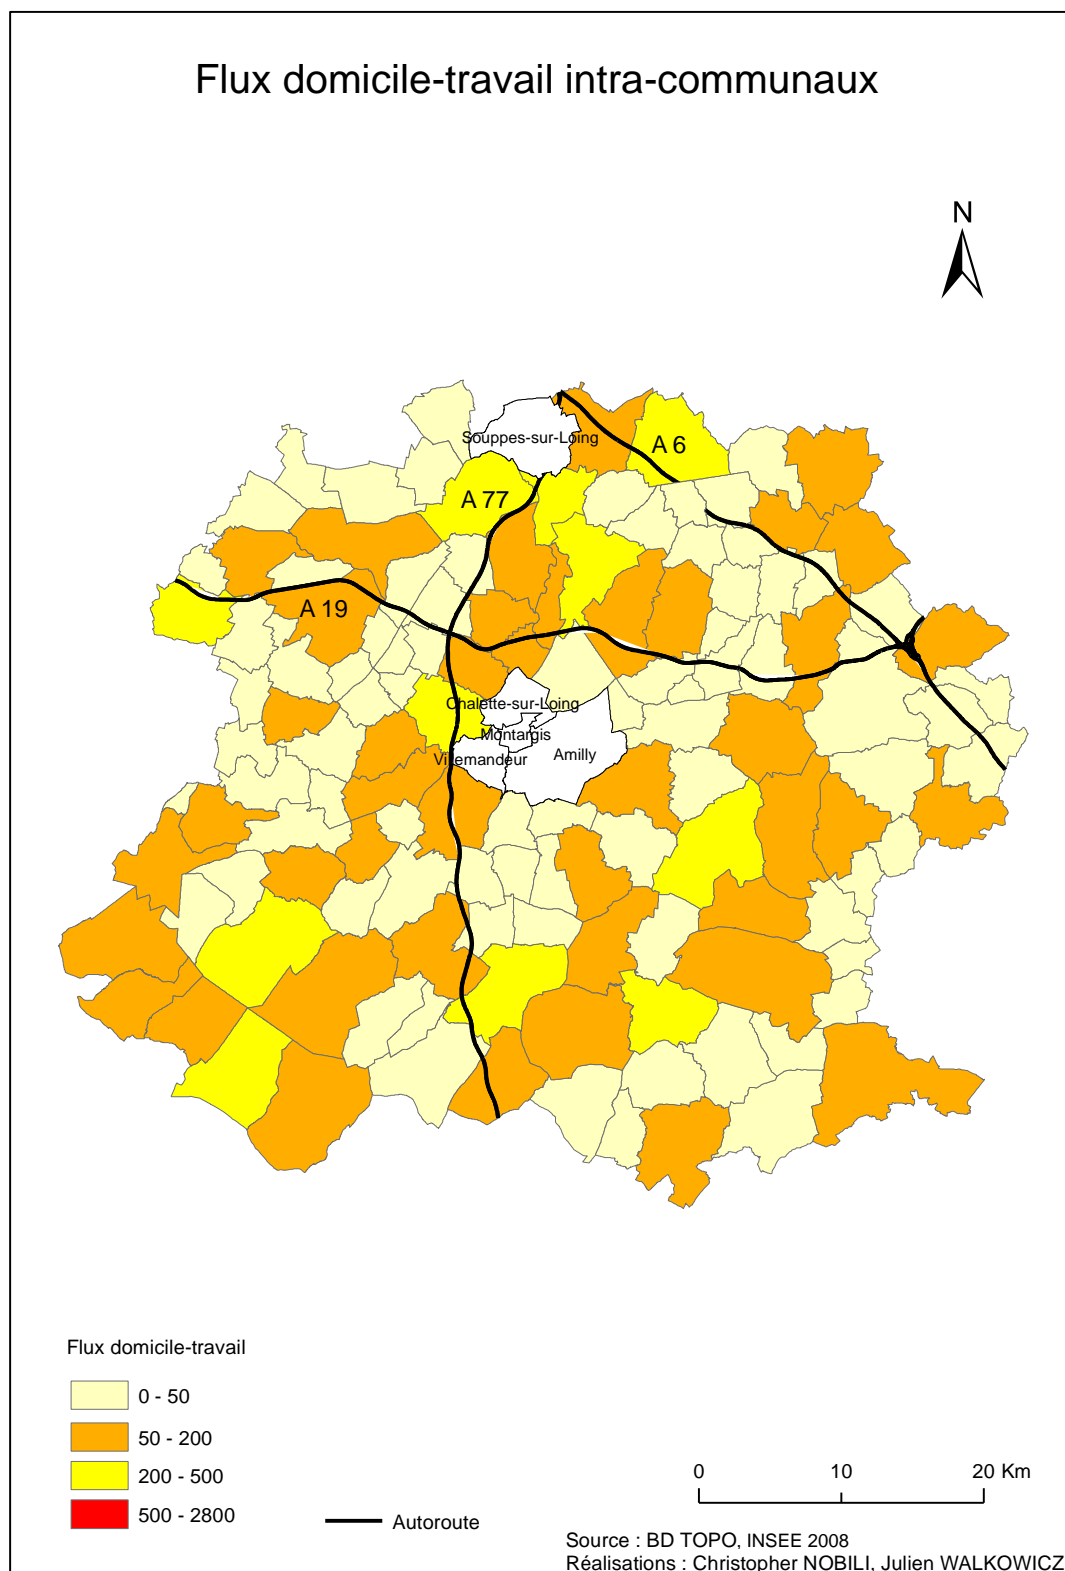 Flux domicile-travail intra-communaux
N
Souppes-sur-Loing
A 6
A 77
A 19
Chalette-sur-Loing
Montargis
Villemandeur
Amilly
Flux domicile-travail
0 - 50
50 - 200
200 - 500
500 - 2800
Autoroute
0 10 20 Km
Source : BD TOPO, INSEE 2008
Réalisations : Christopher NOBILI, Julien WALKOWICZ